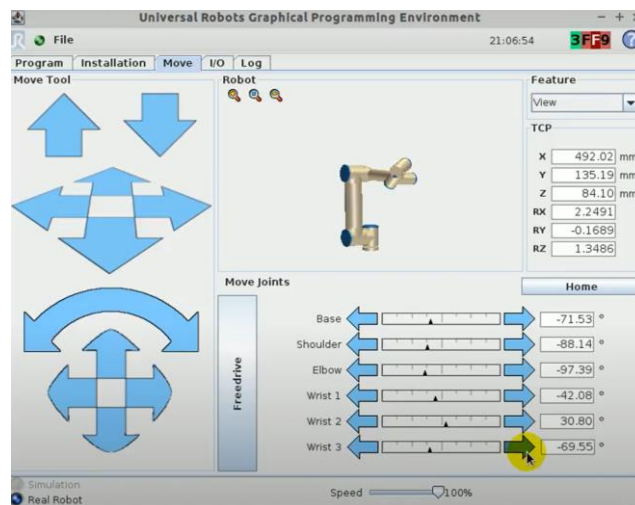 Universal Robots Graphical Programming Environment
File
21:06:54
3FF9
?
Program Installation Move I/O Log
Move Tool
Robot
Feature
View
TCP
X 492.02 mm
Y 135.19 mm
Z 84.10 mm
RX 2.2491
RY -0.1689
RZ 1.3486
Move Joints
Home
Freedrive
Base -71.53 °
Shoulder -88.14 °
Elbow -97.39 °
Wrist 1 -42.08 °
Wrist 2 30.80 °
Wrist 3 -69.55 °
Simulation
Real Robot
Speed 100%